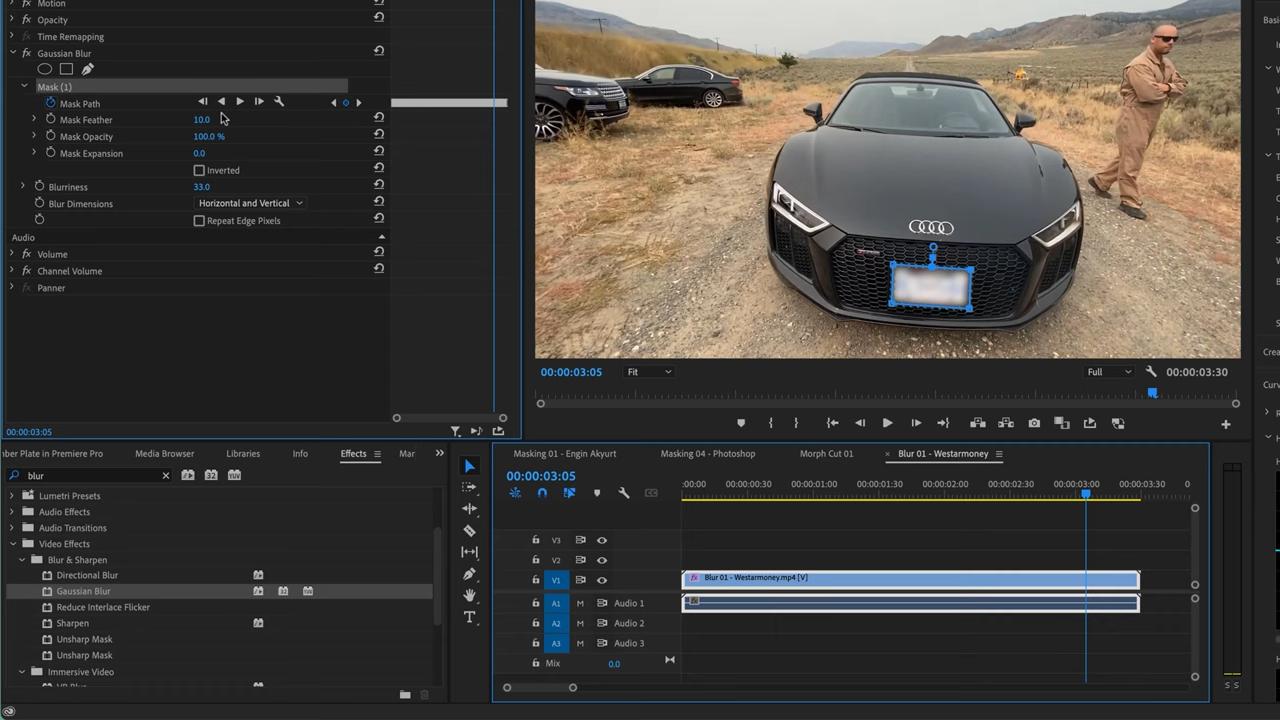 Motion
Opacity
Time Remapping
Gaussian Blur
Mask (1)
Mask Path
Mask Feather 10.0
Mask Opacity 100.0 %
Mask Expansion 0.0
Inverted
Blurriness 33.0
Blur Dimensions Horizontal and Vertical
Repeat Edge Pixels
Audio
Volume
Channel Volume
Panner
00:00:03:05
00:00:03:05 Fit Full 00:00:03:30
ber Plate in Premiere Pro Media Browser Libraries Info Effects Mar
blur
Lumetri Presets
Audio Effects
Audio Transitions
Video Effects
Blur & Sharpen
Directional Blur
Gaussian Blur
Reduce Interlace Flicker
Sharpen
Unsharp Mask
Unsharp Mask
Immersive Video
Masking 01 - Engin Akyurt Masking 04 - Photoshop Morph Cut 01 Blur 01 - Westarmoney
00:00:03:05
:00:00 00:00:00:30 00:00:01:00 00:00:01:30 00:00:02:00 00:00:02:30 00:00:03:00 00:00:03:30 0
V3
V2
V1 Blur 01 - Westarmoney.mp4 [V]
A1 M Audio 1
A2 M Audio 2
A3 M Audio 3
Mix 0.0
S S
Basi
Crea
Curv